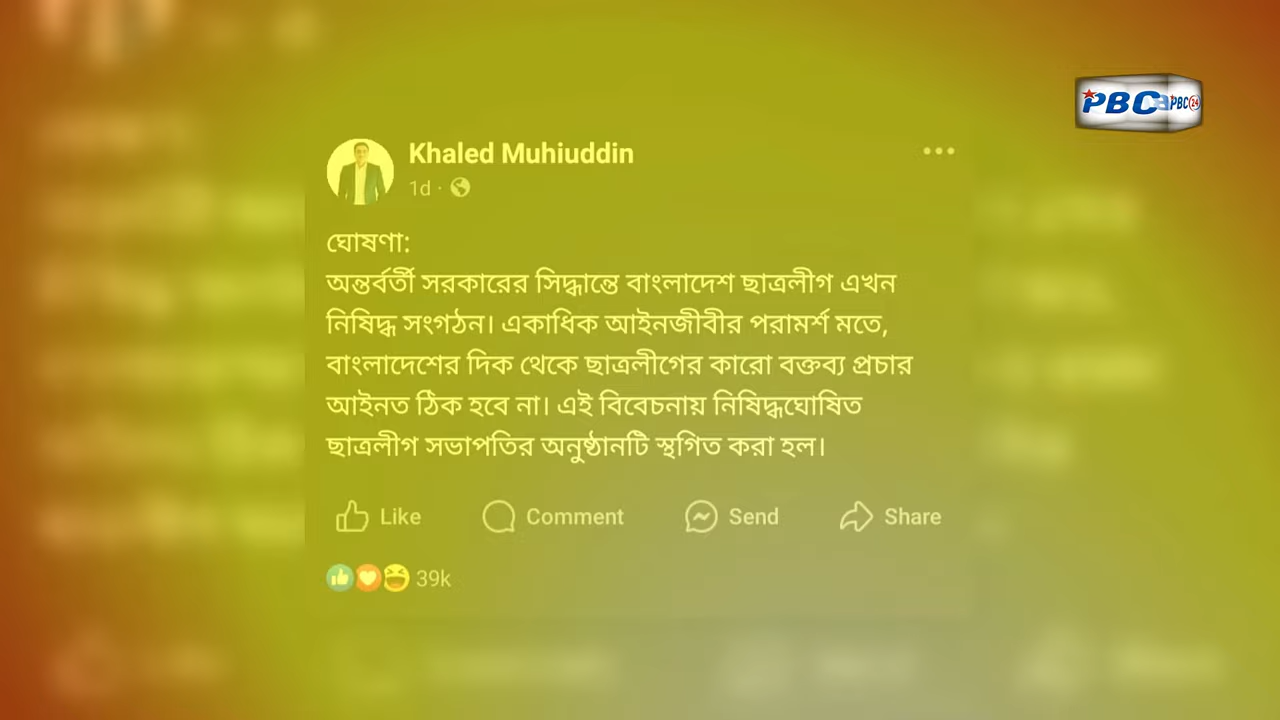 PBC
PBC24
Khaled Muhiuddin
1d ·
ঘোষণা:
অন্তর্বর্তী সরকারের সিদ্ধান্তে বাংলাদেশ ছাত্রলীগ এখন
নিষিদ্ধ সংগঠন। একাধিক আইনজীবীর পরামর্শ মতে,
বাংলাদেশের দিক থেকে ছাত্রলীগের কারো বক্তব্য প্রচার
আইনত ঠিক হবে না। এই বিবেচনায় নিষিদ্ধঘোষিত
ছাত্রলীগ সভাপতির অনুষ্ঠানটি স্থগিত করা হল।
Like Comment Send Share
39k